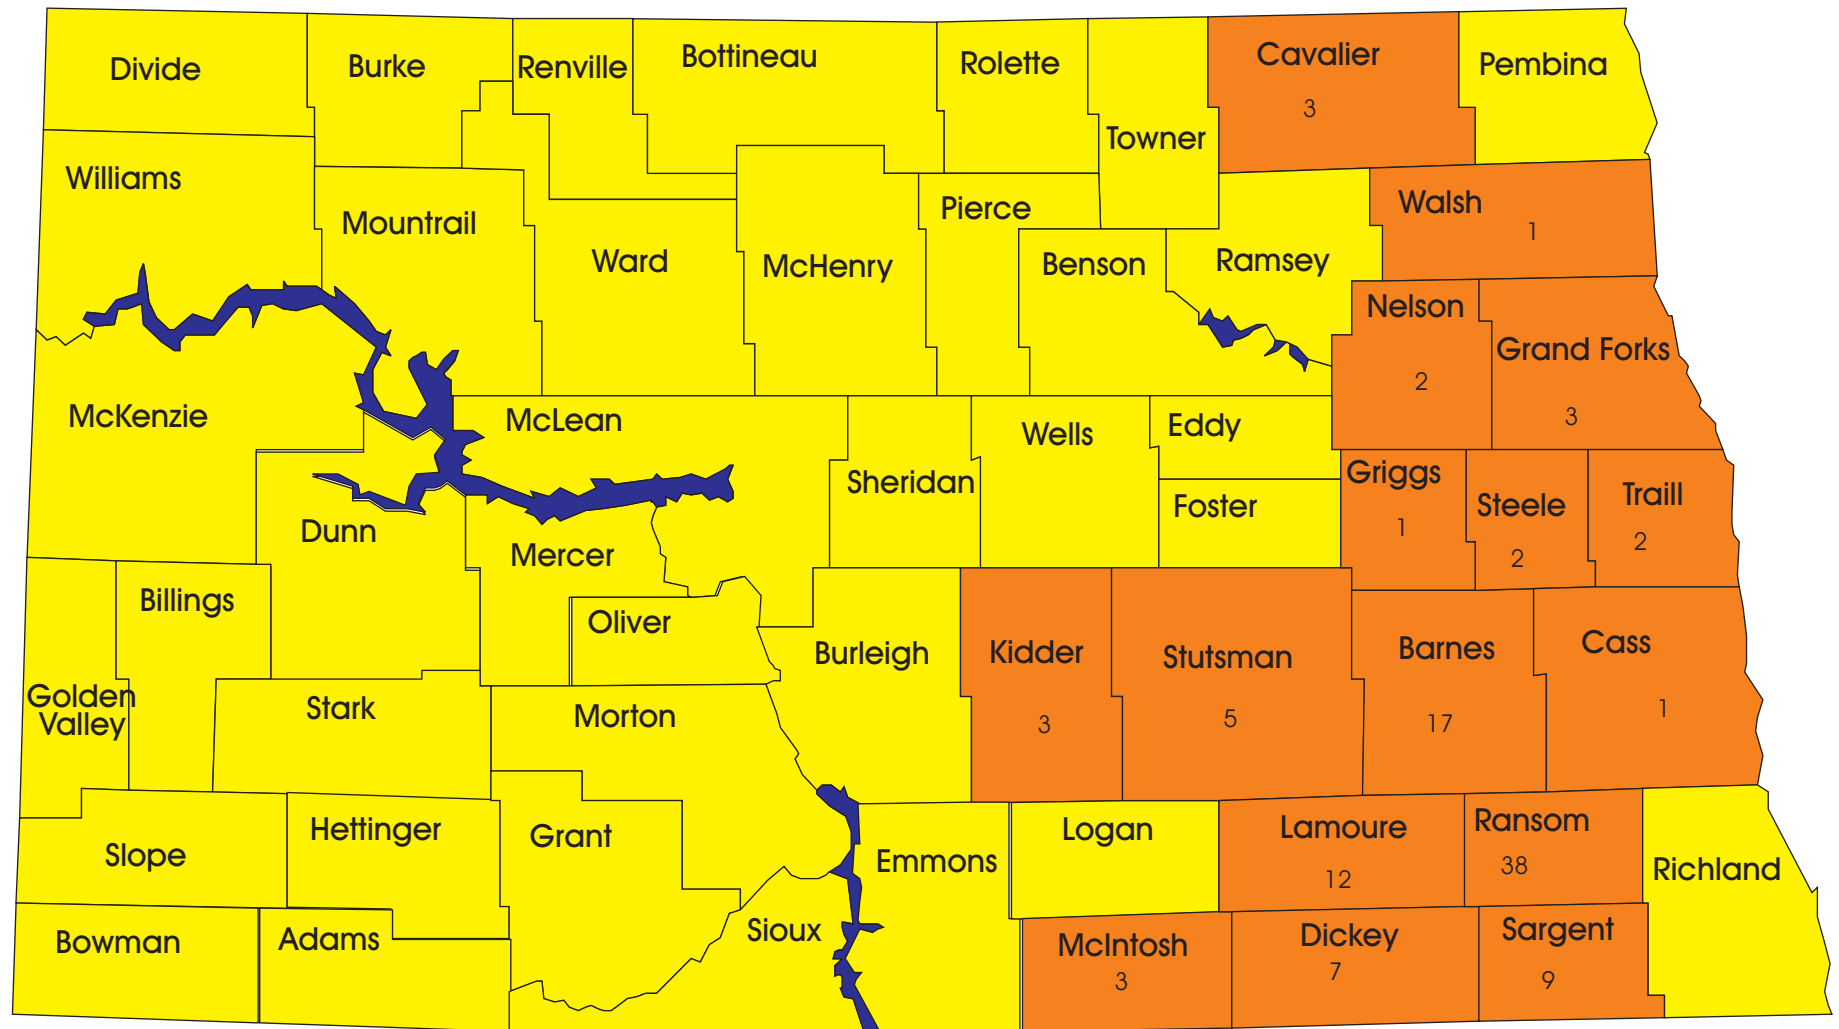 Divide
Burke
Renville
Bottineau
Rolette
Towner
Cavalier
3
Pembina
Williams
Mountrail
Ward
McHenry
Pierce
Benson
Ramsey
Walsh
1
Nelson
2
Grand Forks
3
McKenzie
McLean
Sheridan
Wells
Eddy
Foster
Griggs
1
Steele
2
Traill
2
Dunn
Mercer
Oliver
Billings
Golden
Valley
Stark
Morton
Burleigh
Kidder
3
Stutsman
5
Barnes
17
Cass
1
Slope
Hettinger
Grant
Emmons
Logan
Lamoure
12
Ransom
38
Richland
Bowman
Adams
Sioux
McIntosh
3
Dickey
7
Sargent
9